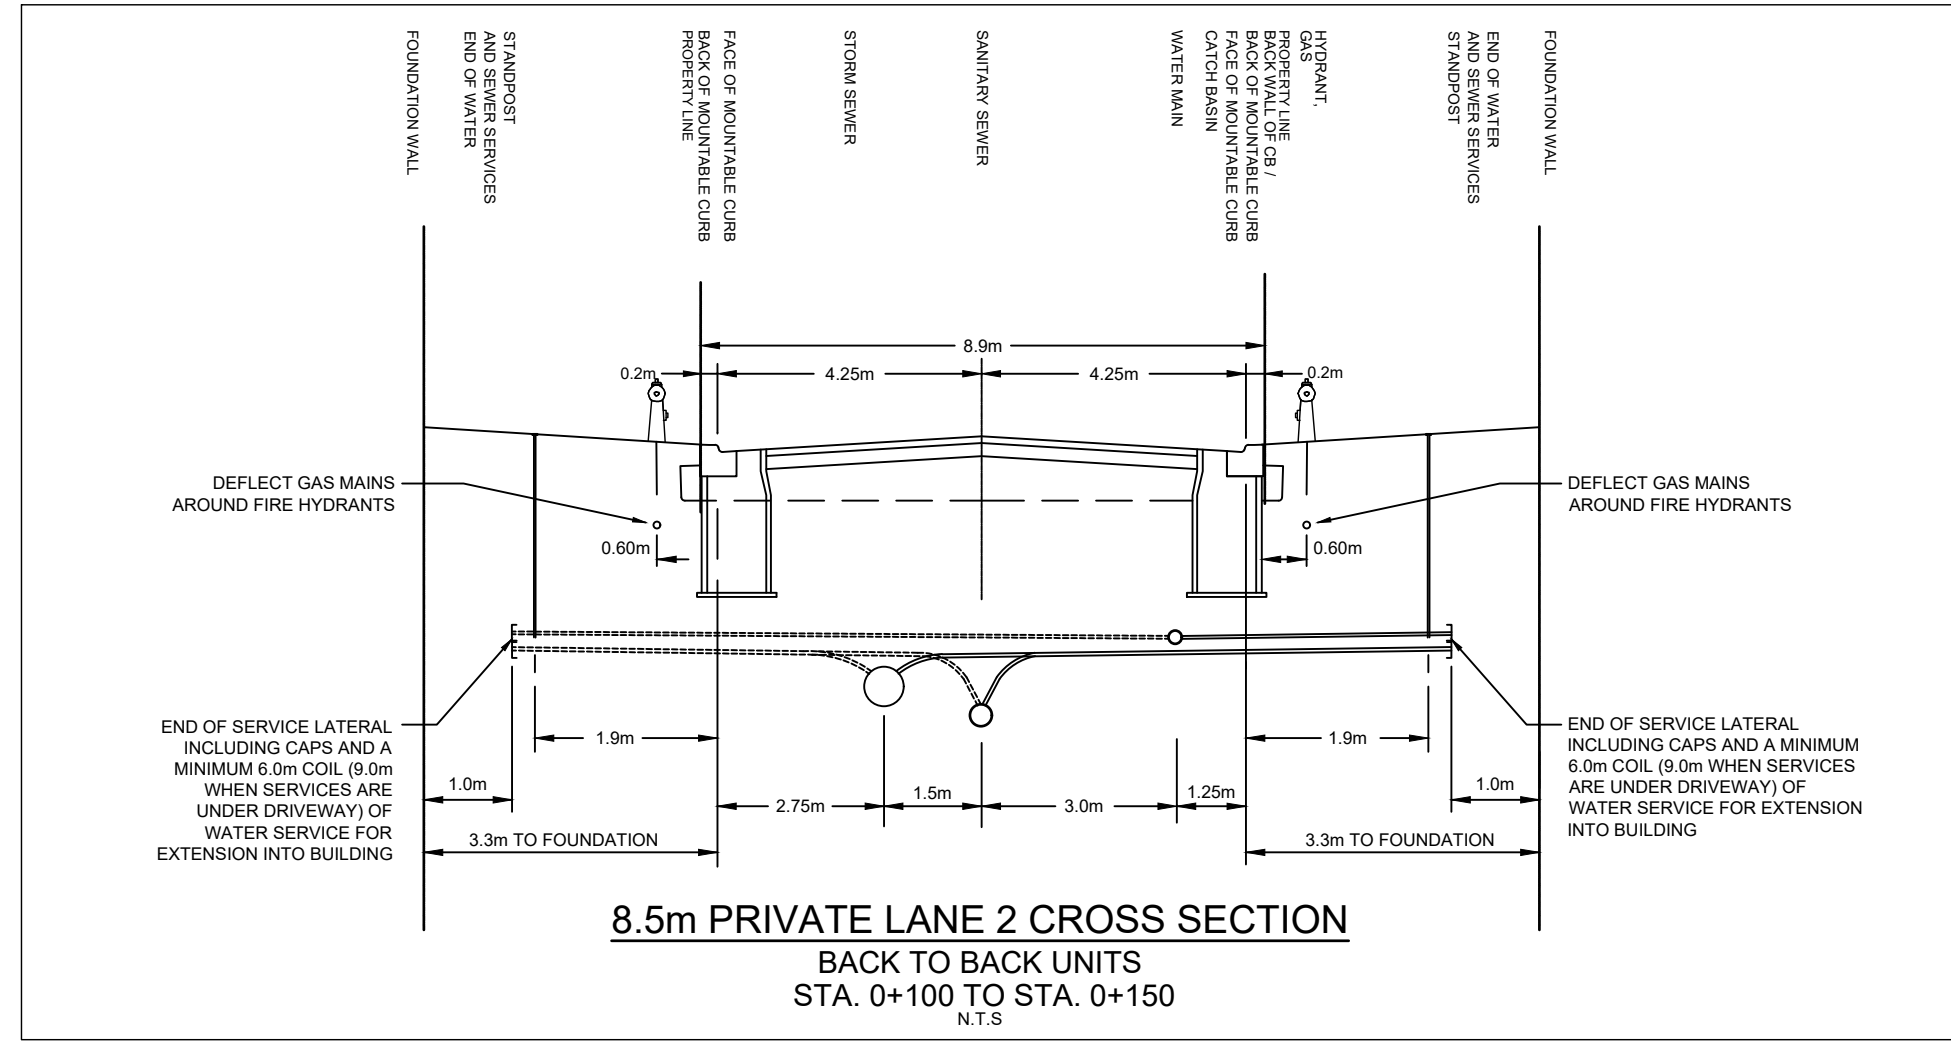 FOUNDATION WALL
STANDPOST
AND SEWER SERVICES
END OF WATER
FACE OF MOUNTABLE CURB
BACK OF MOUNTABLE CURB
PROPERTY LINE
STORM SEWER
SANITARY SEWER
WATER MAIN
HYDRANT,
GAS
PROPERTY LINE
BACK WALL OF CB /
BACK OF MOUNTABLE CURB
FACE OF MOUNTABLE CURB
CATCH BASIN
END OF WATER
AND SEWER SERVICES
STANDPOST
FOUNDATION WALL
8.9m
0.2m
4.25m
4.25m
0.2m
DEFLECT GAS MAINS
AROUND FIRE HYDRANTS
DEFLECT GAS MAINS
AROUND FIRE HYDRANTS
0.60m
0.60m
END OF SERVICE LATERAL
INCLUDING CAPS AND A
MINIMUM 6.0m COIL (9.0m
WHEN SERVICES ARE
UNDER DRIVEWAY) OF
WATER SERVICE FOR
EXTENSION INTO BUILDING
END OF SERVICE LATERAL
INCLUDING CAPS AND A MINIMUM
6.0m COIL (9.0m WHEN SERVICES
ARE UNDER DRIVEWAY) OF
WATER SERVICE FOR EXTENSION
INTO BUILDING
1.9m
1.9m
1.0m
2.75m
1.5m
3.0m
1.25m
1.0m
3.3m TO FOUNDATION
3.3m TO FOUNDATION
8.5m PRIVATE LANE 2 CROSS SECTION
BACK TO BACK UNITS
STA. 0+100 TO STA. 0+150
N.T.S